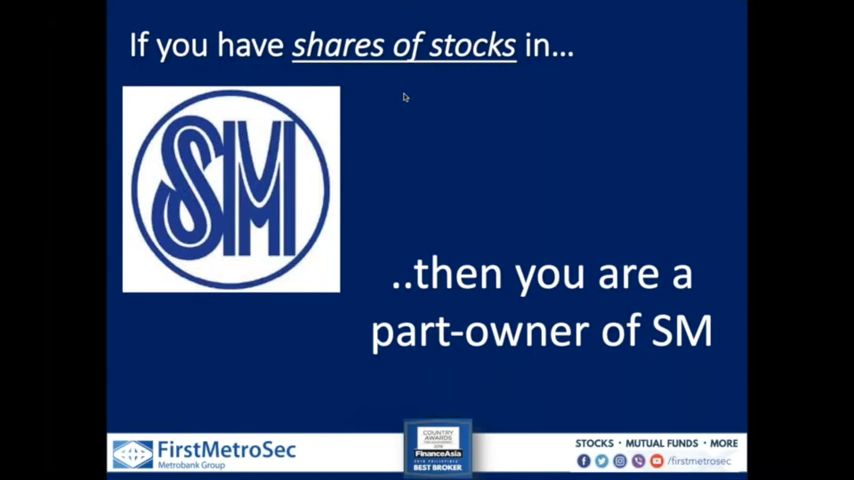 If you have shares of stocks in...
SM
..then you are a
part-owner of SM
FirstMetroSec
Metrobank Group
COUNTRY
AWARDS
FinanceAsia
BEST BROKER
STOCKS • MUTUAL FUNDS • MORE
/firstmetrosec